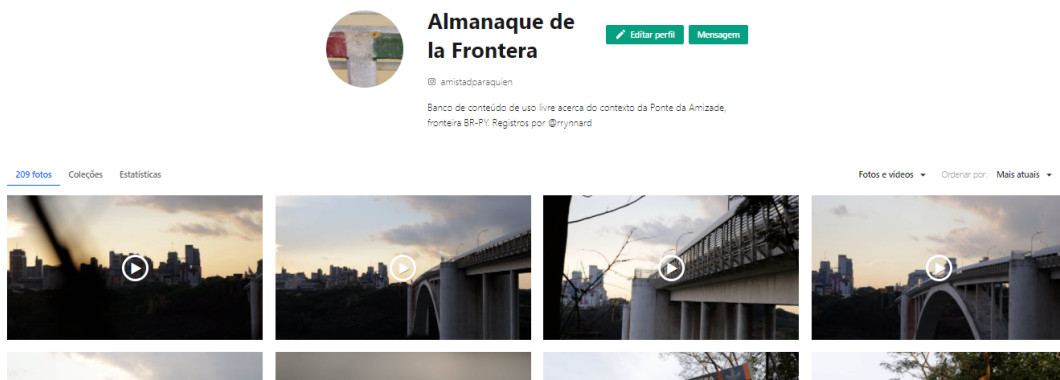 Almanaque de
la Frontera
Editar perfil
Mensagem
amistadparaquien
Banco de conteúdo de uso livre acerca do contexto da Ponte da Amizade,
fronteira BR-PY. Registros por @rrynnard
209 fotos Coleções Estatísticas
Fotos e vídeos Ordenar por: Mais atuais